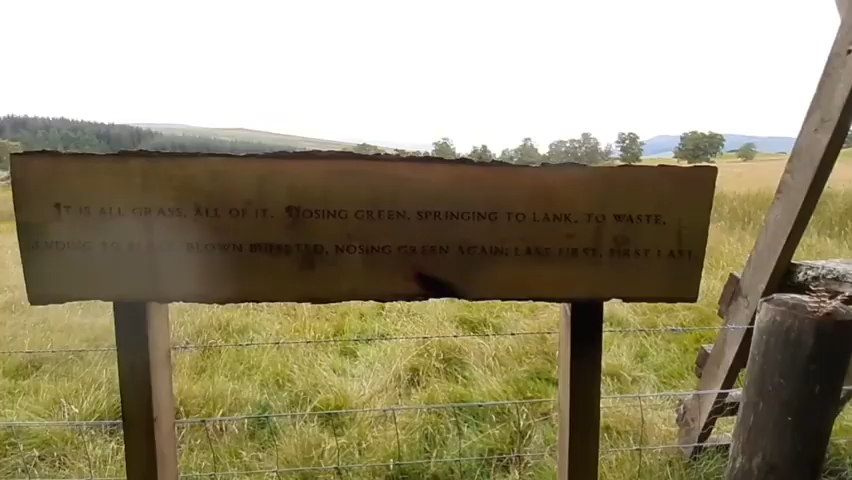 IT IS ALL GRASS, ALL OF IT. NOSING GREEN, SPRINGING TO LANK, TO WASTE,
BLOWN BUFFETED, NOSING GREEN AGAIN; LAST FIRST, FIRST LAST.